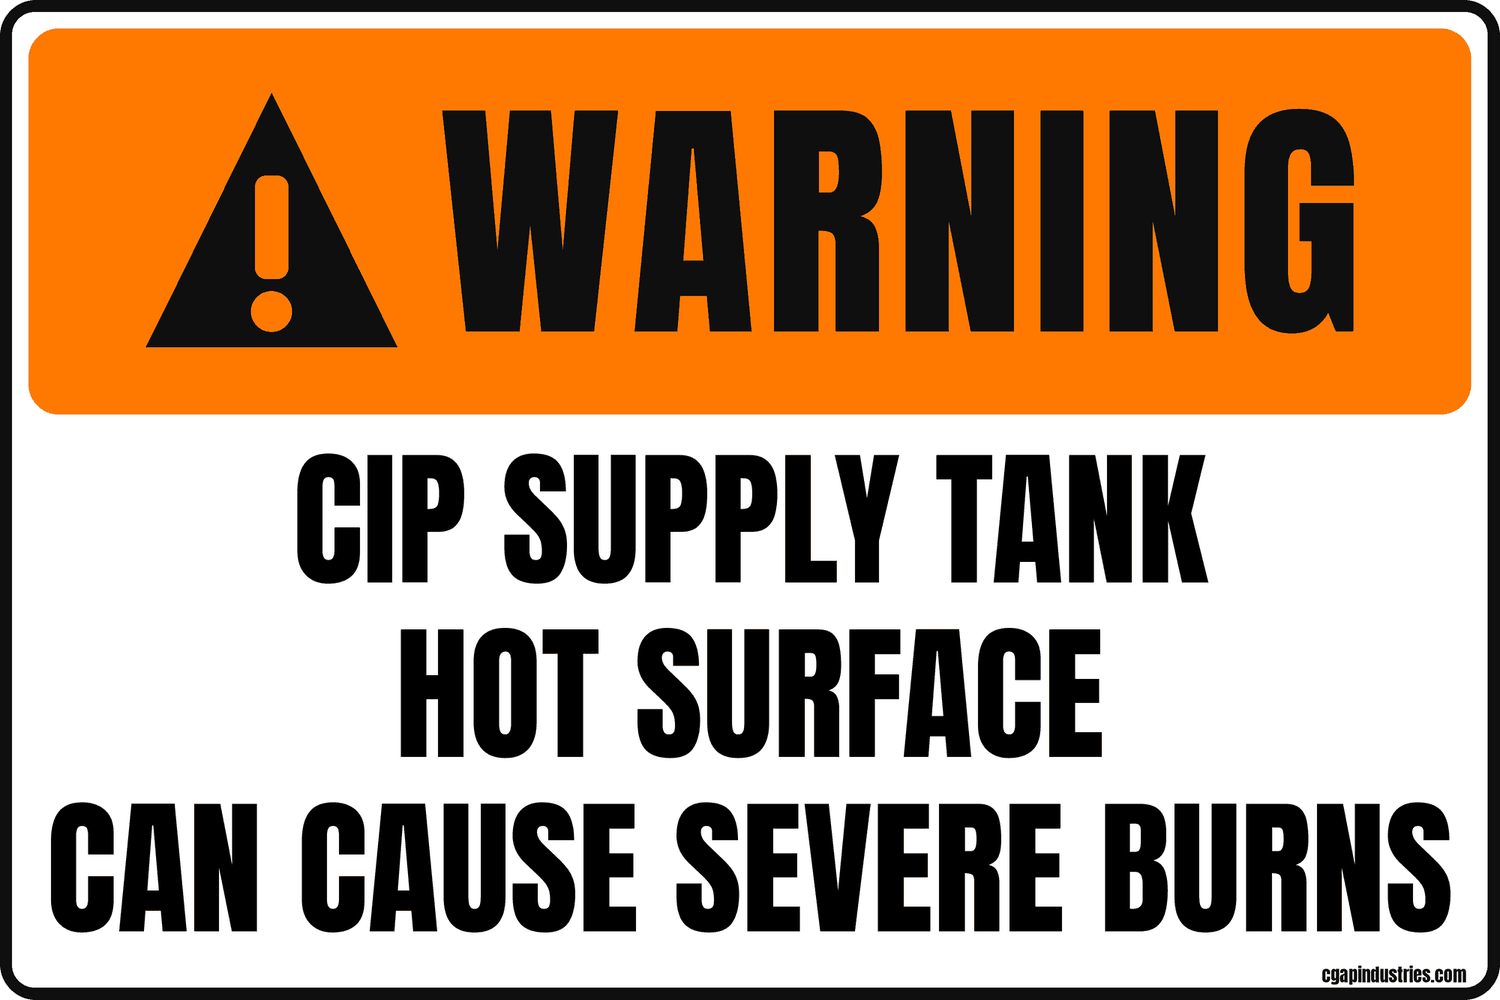 WARNING
CIP SUPPLY TANK
HOT SURFACE
CAN CAUSE SEVERE BURNS
cgapindustries.com